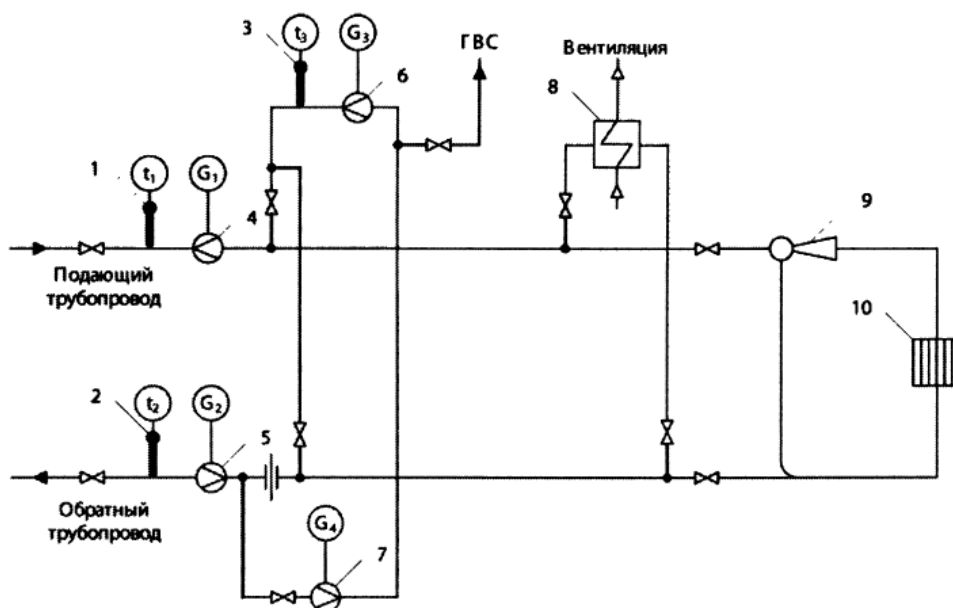 3
t₃
G₃
6
ГВС
Вентиляция
8
1
t₁
G₁
4
9
Подающий
трубопровод
10
2
t₂
G₂
5
Обратный
трубопровод
G₄
7